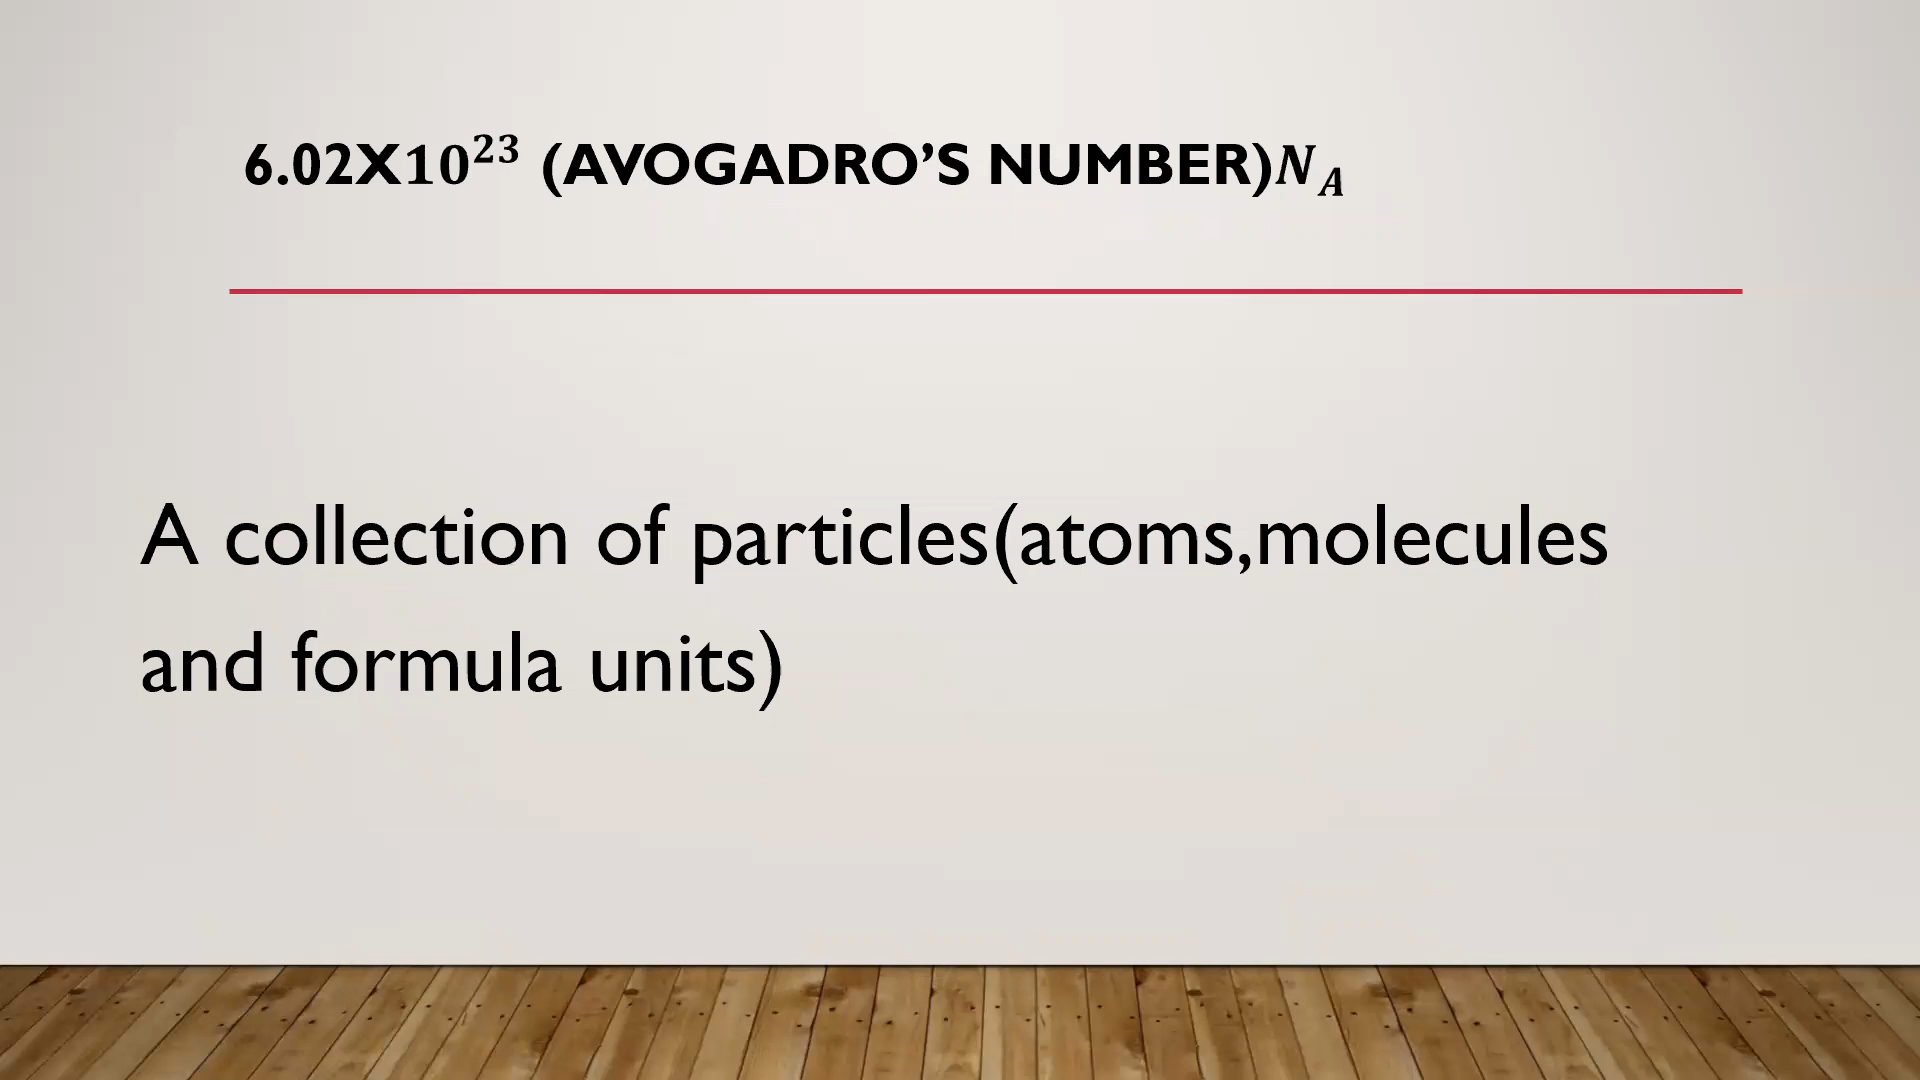 6.02X10²³ (AVOGADRO’S NUMBER)N_A
A collection of particles(atoms,molecules
and formula units)